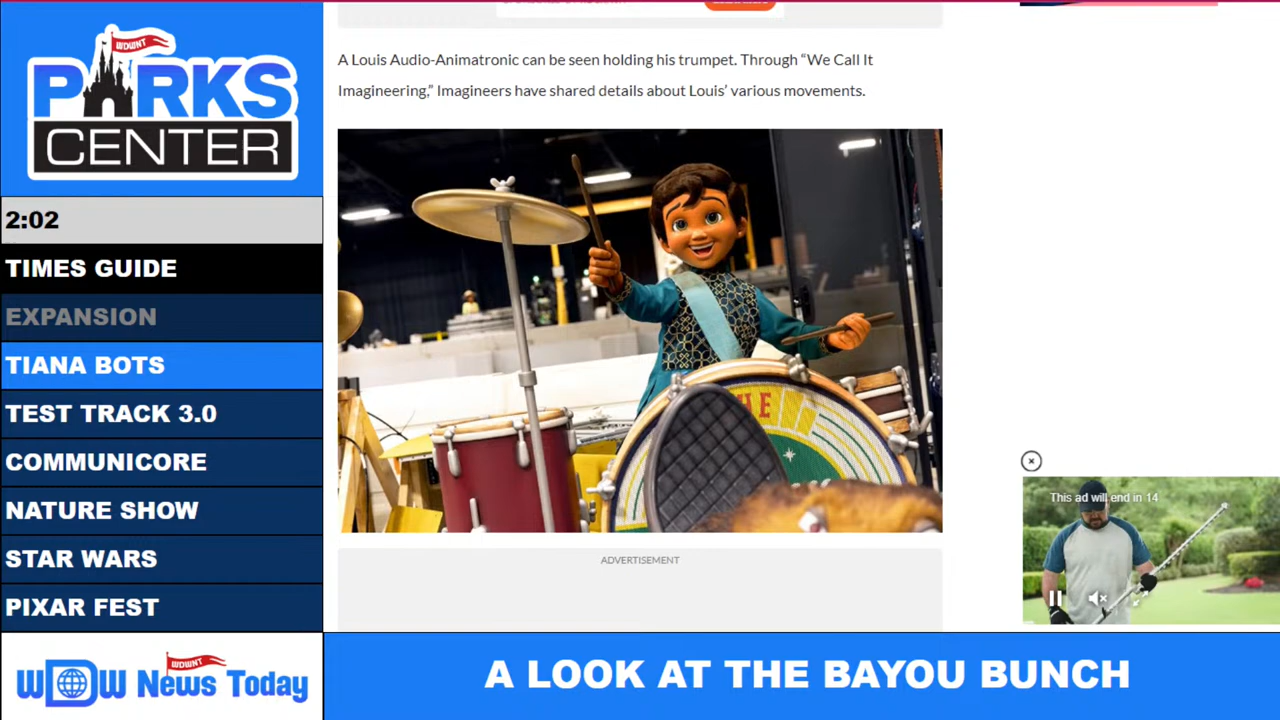 WDWNT
PARKS
CENTER
2:02
TIMES GUIDE
EXPANSION
TIANA BOTS
TEST TRACK 3.0
COMMUNICORE
NATURE SHOW
STAR WARS
PIXAR FEST
WDWNT
WDW News Today
A Louis Audio-Animatronic can be seen holding his trumpet. Through “We Call It
Imagineering,” Imagineers have shared details about Louis’ various movements.
THE
ADVERTISEMENT
This ad will end in 14
A LOOK AT THE BAYOU BUNCH